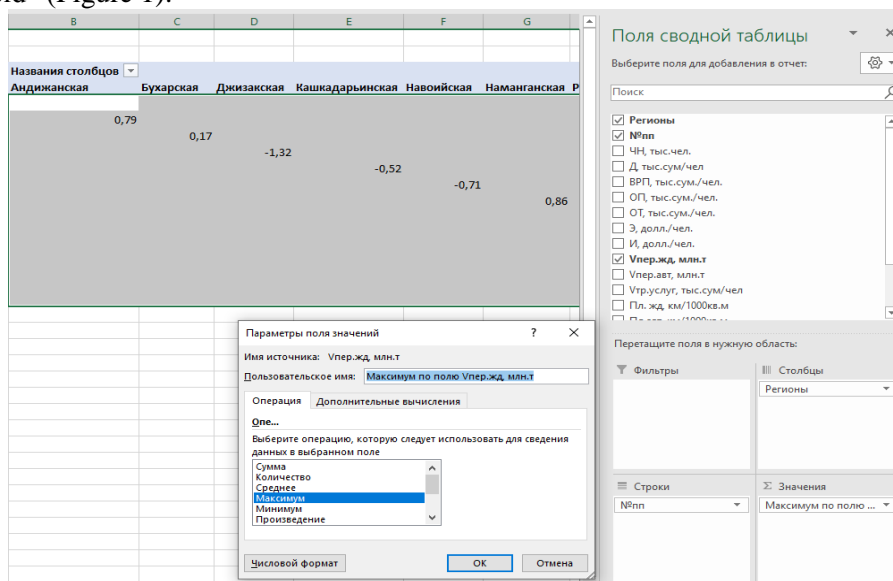 (Figure 1).
B C D E F G
Названия столбцов
Андижанская Бухарская Джизакская Кашкадарьинская Навоийская Наманганская Р
0,79
0,17
-1,32
-0,52
-0,71
0,86
Поля сводной таблицы
Выберите поля для добавления в отчет:
Поиск
Регионы
№пп
ЧН, тыс.чел.
Д, тыс.сум/чел
ВРП, тыс.сум./чел.
ОП, тыс.сум./чел.
ОТ, тыс.сум./чел.
Э, долл./чел.
И, долл./чел.
Vпер.жд, млн.т
Vпер.авт, млн.т
Vтр.услуг, тыс.сум/чел
Пл. жд, км/1000кв.м
Перетащите поля в нужную область:
Фильтры
Столбцы
Регионы
Строки
№пп
Σ Значения
Максимум по полю ...
Параметры поля значений ? ×
Имя источника: Vпер.жд, млн.т
Пользовательское имя: Максимум по полю Vпер.жд, млн.т
Операция Дополнительные вычисления
Опе...
Выберите операцию, которую следует использовать для сведения
данных в выбранном поле
Сумма
Количество
Среднее
Максимум
Минимум
Произведение
Числовой формат ОК Отмена